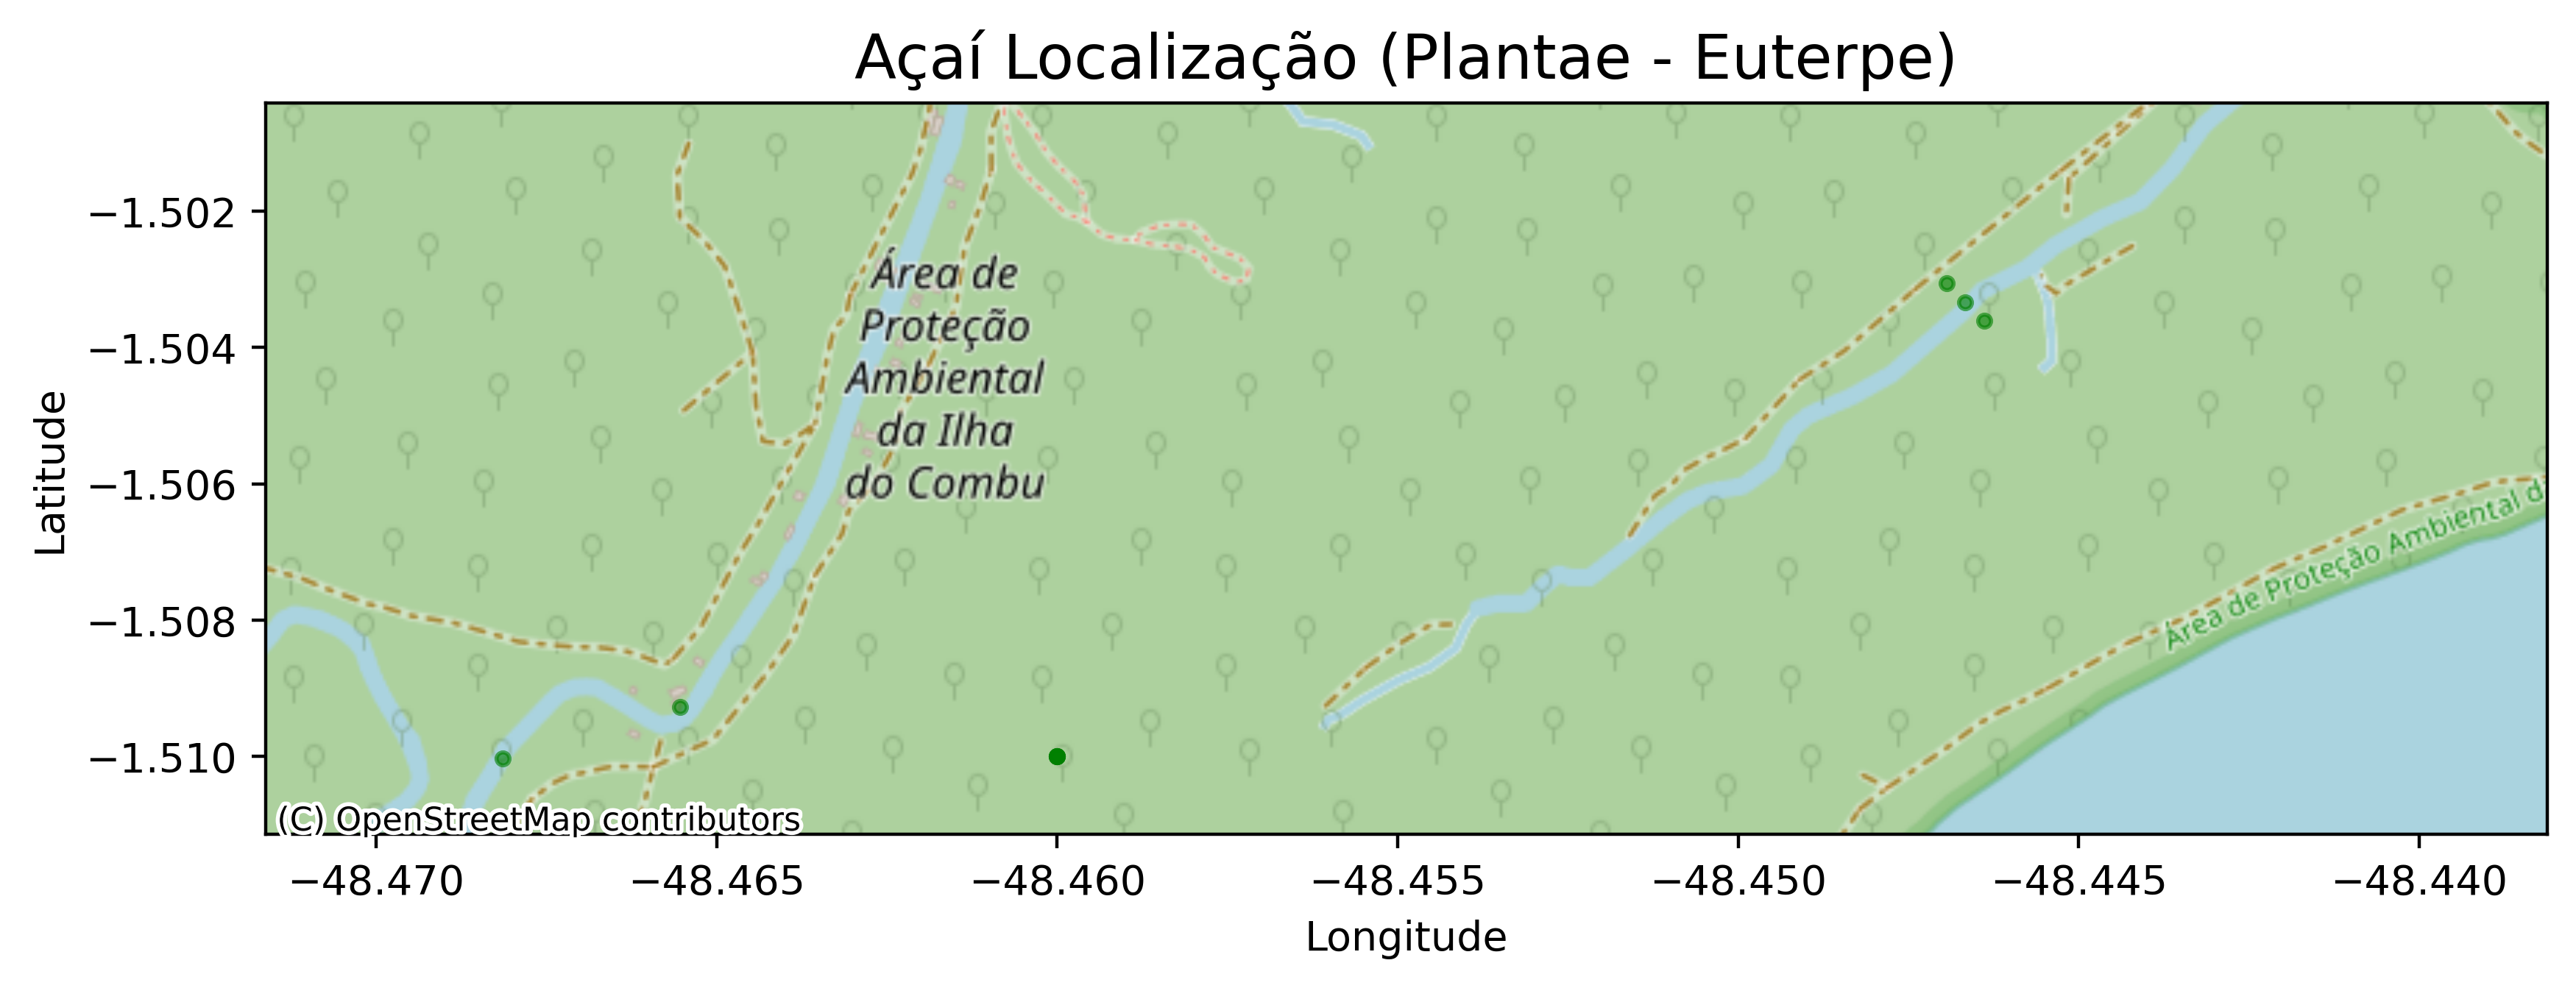 Açaí Localização (Plantae - Euterpe)
−1.502
−1.504
−1.506
−1.508
−1.510
Latitude
Área de
Proteção
Ambiental
da Ilha
do Combu
Área de Proteção Ambiental d
(C) OpenStreetMap contributors
−48.470 −48.465 −48.460 −48.455 −48.450 −48.445 −48.440
Longitude